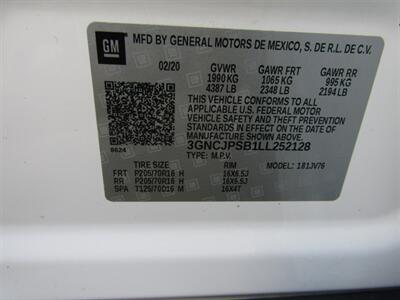 GM
MFD BY GENERAL MOTORS DE MEXICO, S. DE R.L. DE C.V.
02/20 GVWR GAWR FRT GAWR RR
1990 KG 1065 KG 995 KG
4387 LB 2348 LB 2194 LB
THIS VEHICLE CONFORMS TO ALL
APPLICABLE U.S. FEDERAL MOTOR
VEHICLE SAFETY AND THEFT PREVENTION
STANDARDS IN EFFECT ON THE DATE OF
MANUFACTURE SHOWN ABOVE.
3GNCJPSB1LL252128
8624 TYPE: M.P.V. MODEL: 1S1JV76
TIRE SIZE RIM
FRT P205/70R16 H 16X6.5J
RR P205/70R16 H 16X6.5J
SPA T125/70D16 M 16X4T